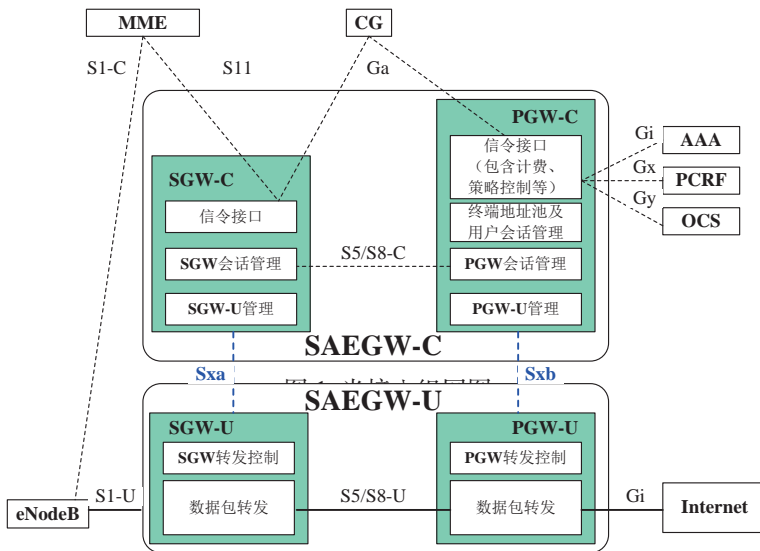 MME
CG
S1-C
S11
Ga
PGW-C
信令接口
（包含计费、
策略控制等）
Gi
AAA
Gx
PCRF
Gy
OCS
SGW-C
信令接口
终端地址池及
用户会话管理
SGW会话管理
S5/S8-C
PGW会话管理
SGW-U管理
PGW-U管理
SAEGW-C
Sxa
Sxb
SAEGW-U
SGW-U
PGW-U
SGW转发控制
PGW转发控制
eNodeB
S1-U
数据包转发
S5/S8-U
数据包转发
Gi
Internet